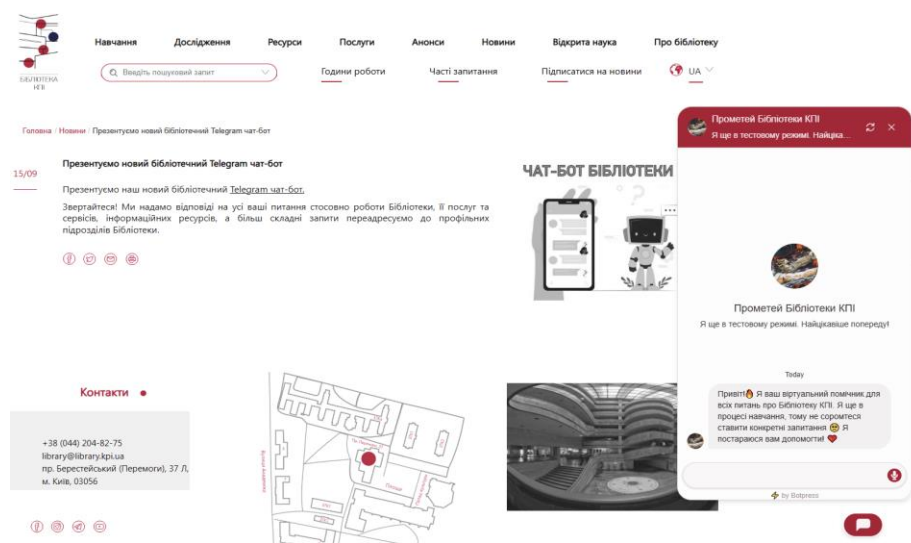 БІБЛІОТЕКА
КПІ
Навчання Дослідження Ресурси Послуги Анонси Новини Відкрита наука Про бібліотеку
Введіть пошуковий запит
Години роботи Часті запитання Підписатися на новини UA
Головна / Новини / Презентуємо новий бібліотечний Telegram чат-бот
15/09
Презентуємо новий бібліотечний Telegram чат-бот
Презентуємо наш новий бібліотечний Telegram чат-бот.
Звертайтеся! Ми надамо відповіді на усі ваші питання стосовно роботи Бібліотеки, її послуг та
сервісів, інформаційних ресурсів, а більш складні запити переадресуємо до профільних
підрозділів Бібліотеки.
ЧАТ-БОТ БІБЛІОТЕКИ
Контакти
+38 (044) 204-82-75
library@library.kpi.ua
пр. Берестейський (Перемоги), 37 Л,
м. Київ, 03056
Прометей Бібліотеки КПІ
Я ще в тестовому режимі. Найціка...
Прометей Бібліотеки КПІ
Я ще в тестовому режимі. Найцікавіше попереду!
Today
Привіт!🔥 Я ваш віртуальний помічник для
всіх питань про Бібліотеку КПІ. Я ще в
процесі навчання, тому не соромтеся
ставити конкретні запитання 🤓 Я
постараюся вам допомогти! ❤️
⚡ by Botpress